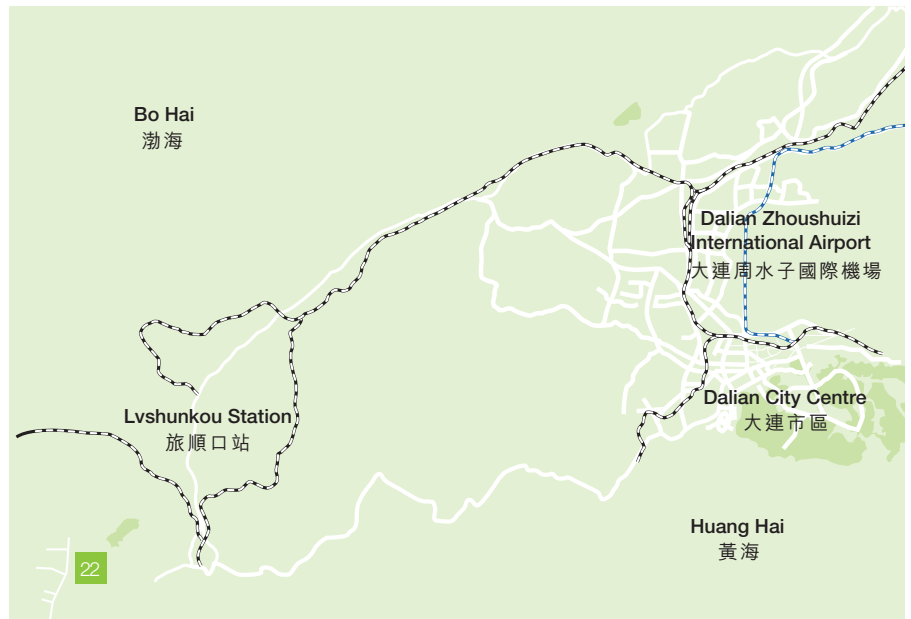 Bo Hai
渤海
Dalian Zhoushuizi
International Airport
大連周水子國際機場
Lvshunkou Station
旅順口站
Dalian City Centre
大連市區
Huang Hai
黃海
22